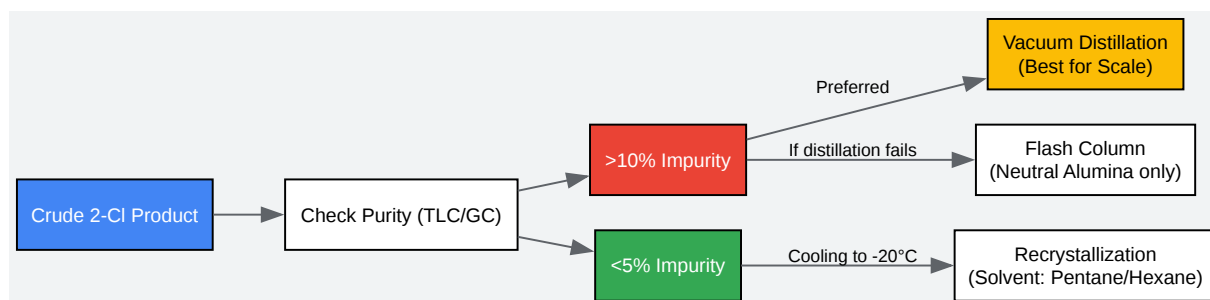 Crude 2-Cl Product
Check Purity (TLC/GC)
>10% Impurity
<5% Impurity
Preferred
If distillation fails
Cooling to -20°C
Vacuum Distillation
(Best for Scale)
Flash Column
(Neutral Alumina only)
Recrystallization
(Solvent: Pentane/Hexane)